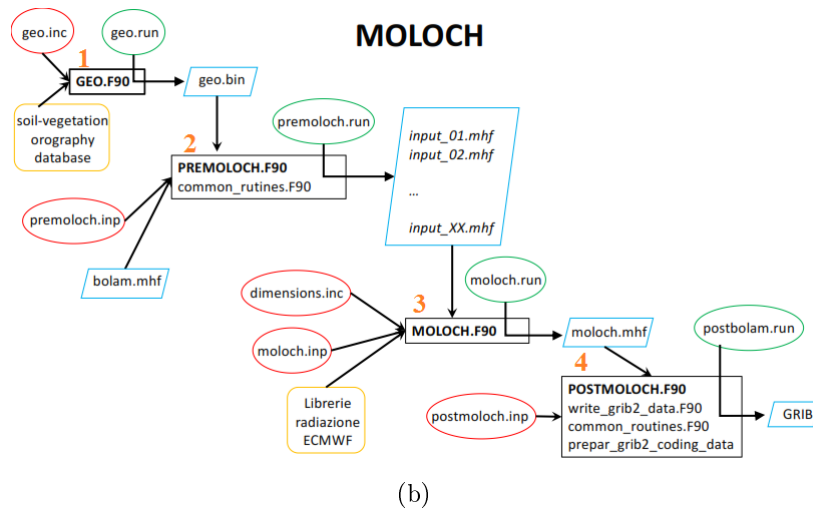 MOLOCH
geo.inc
geo.run
1
GEO.F90
geo.bin
soil-vegetation
orography
database
premoloch.run
2
PREMOLOCH.F90
common_rutines.F90
input_01.mhf
input_02.mhf
...
input_XX.mhf
premoloch.inp
bolam.mhf
dimensions.inc
moloch.run
3
MOLOCH.F90
moloch.mhf
postbolam.run
moloch.inp
4
Librerie
radiazione
ECMWF
POSTMOLOCH.F90
write_grib2_data.F90
common_routines.F90
prepar_grib2_coding_data
postmoloch.inp
GRIB
(b)